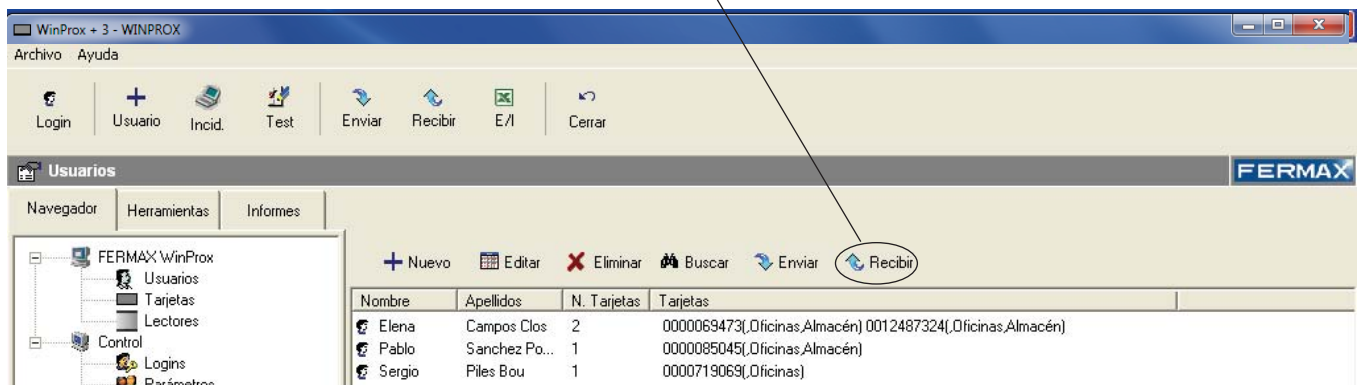 WinProx + 3 - WINPROX
Archivo Ayuda
Login Usuario Incid. Test Enviar Recibir E/I Cerrar
Usuarios FERMAX
Navegador Herramientas Informes
FERMAX WinProx
Usuarios
Tarjetas
Lectores
Control
Logins
Parámetros
Nuevo Editar Eliminar Buscar Enviar Recibir
Nombre Apellidos N. Tarjetas Tarjetas
Elena Campos Clos 2 0000069473(,Oficinas,Almacén) 0012487324(,Oficinas,Almacén)
Pablo Sanchez Po... 1 0000085045(,Oficinas,Almacén)
Sergio Piles Bou 1 0000719069(,Oficinas)